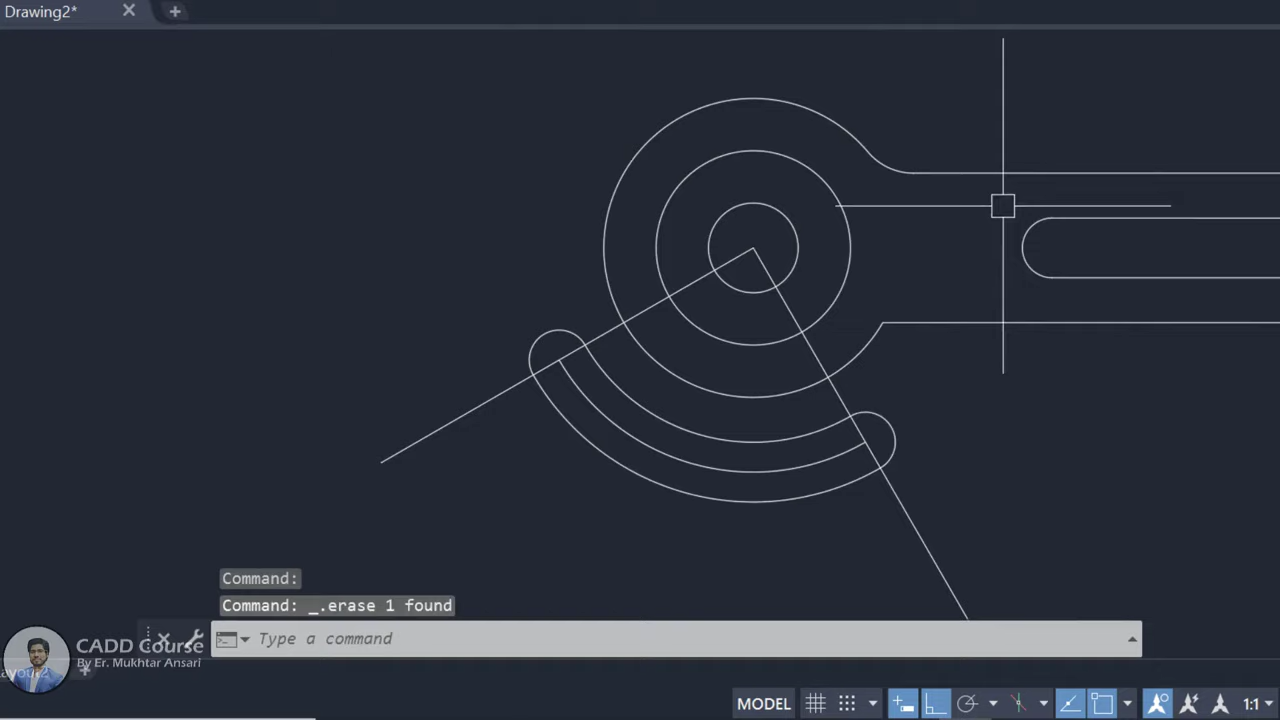 Drawing2*
Command:
Command: _.erase 1 found
Type a command
CADD Course
By Er. Mukhtar Ansari
MODEL
1:1